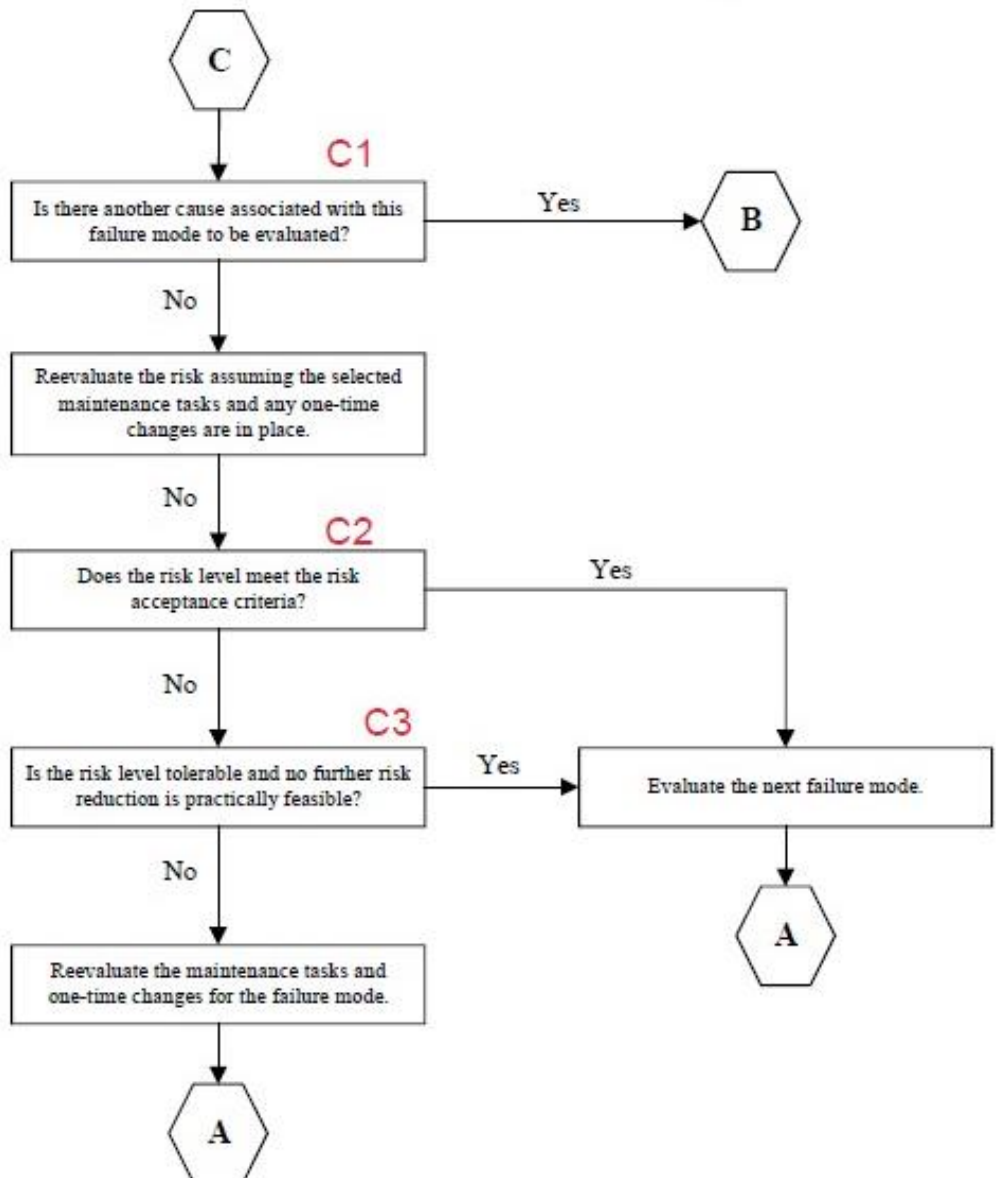 C
C1
Is there another cause associated with this
failure mode to be evaluated?
Yes
B
No
Reevaluate the risk assuming the selected
maintenance tasks and any one-time
changes are in place.
No
C2
Does the risk level meet the risk
acceptance criteria?
Yes
No
C3
Is the risk level tolerable and no further risk
reduction is practically feasible?
Yes
Evaluate the next failure mode.
No
A
Reevaluate the maintenance tasks and
one-time changes for the failure mode.
A